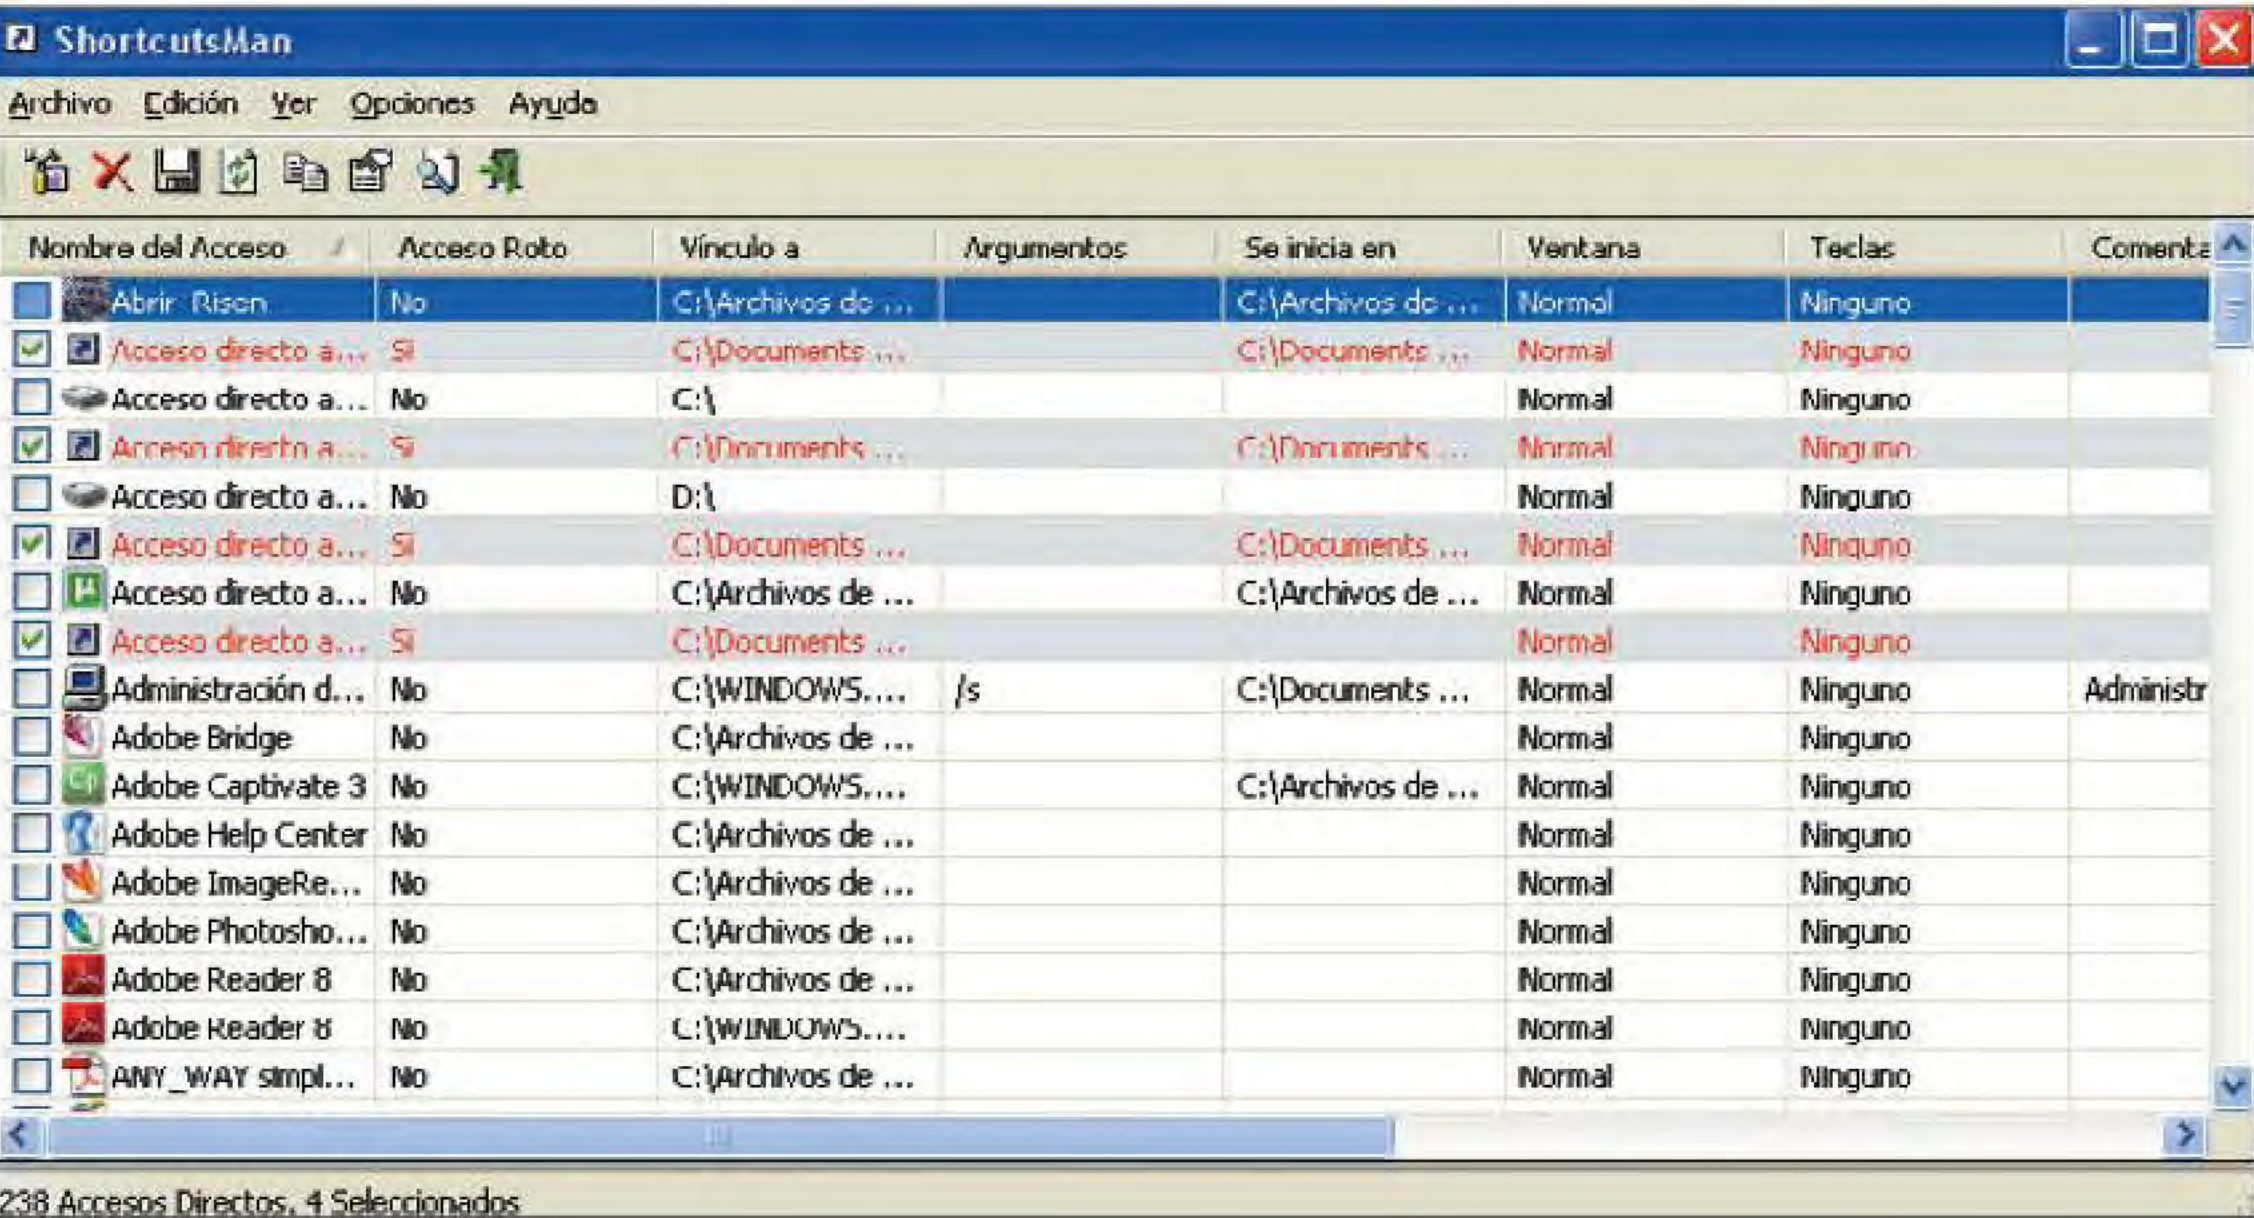 ShortcutsMan
Archivo Edición Ver Opciones Ayuda
Nombre del Acceso Acceso Roto Vínculo a Argumentos Se inicia en Ventana Teclas Comenta
Abrir Risen No C:\Archivos de ... C:\Archivos de ... Normal Ninguno
Acceso directo a... Si C:\Documents ... C:\Documents ... Normal Ninguno
Acceso directo a... No C:\ Normal Ninguno
Acceso directo a... Si C:\Documents ... C:\Documents ... Normal Ninguno
Acceso directo a... No D:\ Normal Ninguno
Acceso directo a... Si C:\Documents ... C:\Documents ... Normal Ninguno
Acceso directo a... No C:\Archivos de ... C:\Archivos de ... Normal Ninguno
Acceso directo a... Si C:\Documents ... Normal Ninguno
Administración d... No C:\WINDOWS.... /s C:\Documents ... Normal Ninguno Administr
Adobe Bridge No C:\Archivos de ... Normal Ninguno
Adobe Captivate 3 No C:\WINDOWS.... C:\Archivos de ... Normal Ninguno
Adobe Help Center No C:\Archivos de ... Normal Ninguno
Adobe ImageRe... No C:\Archivos de ... Normal Ninguno
Adobe Photosho... No C:\Archivos de ... Normal Ninguno
Adobe Reader 8 No C:\Archivos de ... Normal Ninguno
Adobe Reader 8 No C:\WINDOWS.... Normal Ninguno
ANY_WAY simpl... No C:\Archivos de ... Normal Ninguno
238 Accesos Directos, 4 Seleccionados